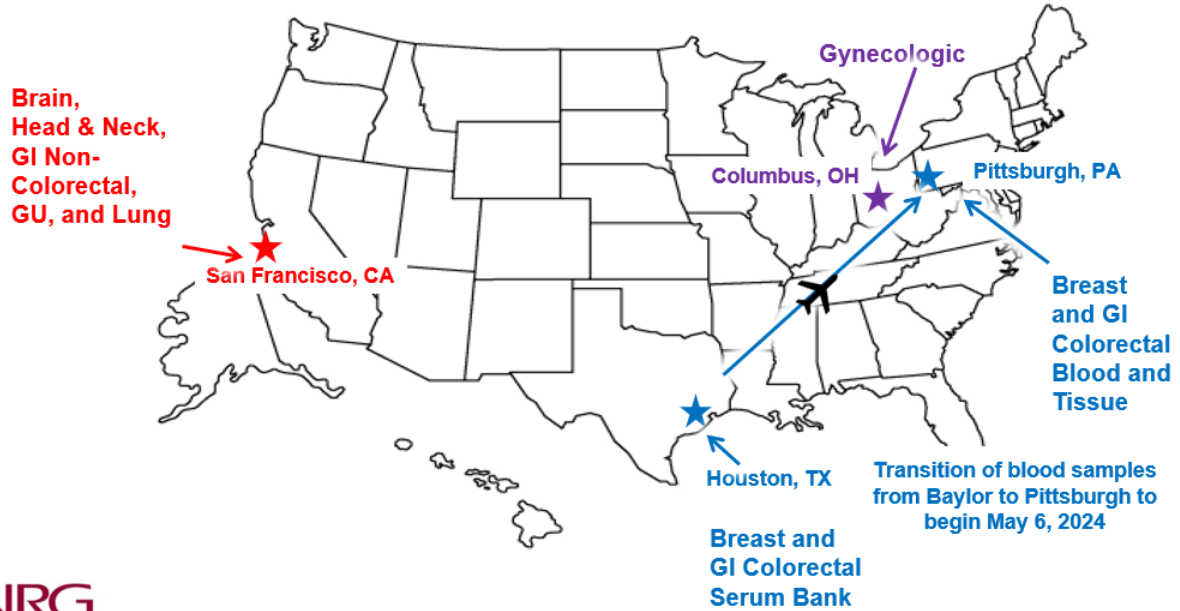 Gynecologic
Brain,
Head & Neck,
GI Non-
Colorectal,
GU, and Lung
Columbus, OH
Pittsburgh, PA
San Francisco, CA
Breast
and GI
Colorectal
Blood and
Tissue
Houston, TX
Transition of blood samples
from Baylor to Pittsburgh to
begin May 6, 2024
Breast and
GI Colorectal
Serum Bank
NRG